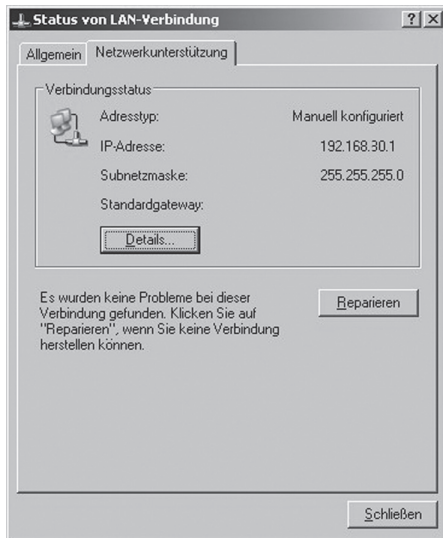 Status von LAN-Verbindung
Allgemein
Netzwerkunterstützung
Verbindungsstatus
Adresstyp: Manuell konfiguriert
IP-Adresse: 192.168.30.1
Subnetzmaske: 255.255.255.0
Standardgateway:
Details...
Es wurden keine Probleme bei dieser
Verbindung gefunden. Klicken Sie auf
"Reparieren", wenn Sie keine Verbindung
herstellen können.
Reparieren
Schließen